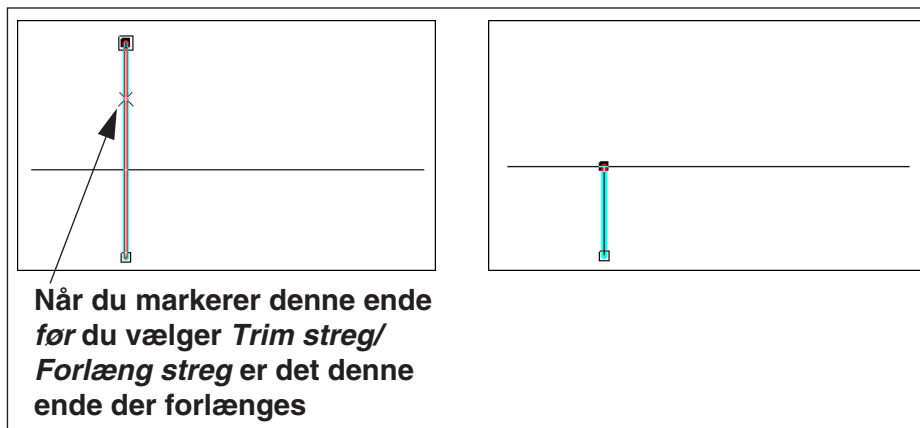 Når du markerer denne ende
før du vælger Trim streg/
Forlæng streg er det denne
ende der forlænges